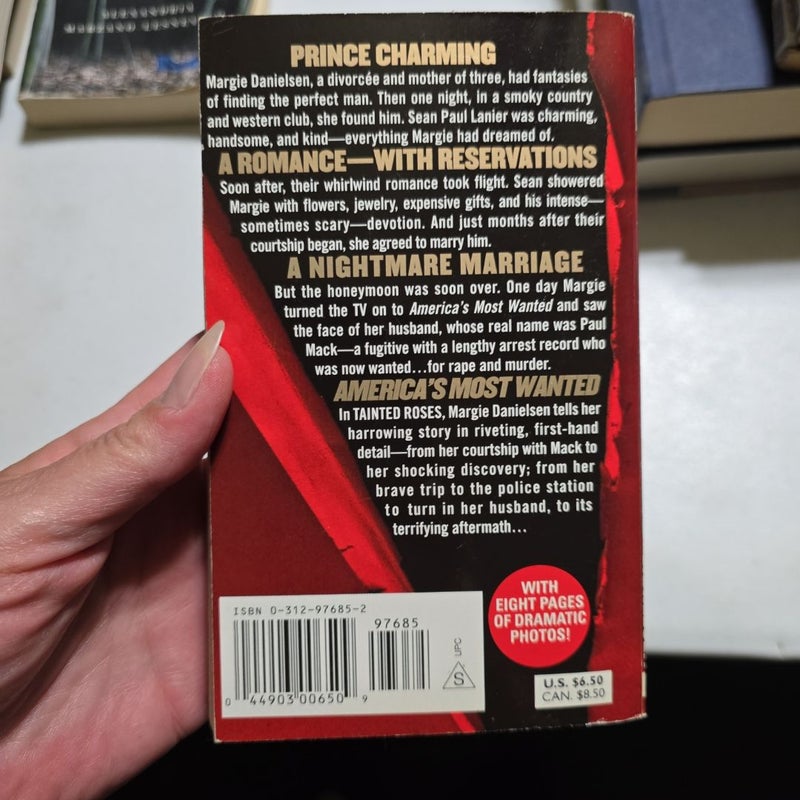 PRINCE CHARMING
Margie Danielsen, a divorcée and mother of three, had fantasies
of finding the perfect man. Then one night, in a smoky country
and western club, she found him. Sean Paul Lanier was charming,
handsome, and kind—everything Margie had dreamed of.
A ROMANCE—WITH RESERVATIONS
Soon after, their whirlwind romance took flight. Sean showered
Margie with flowers, jewelry, expensive gifts, and his intense—
sometimes scary—devotion. And just months after their
courtship began, she agreed to marry him.
A NIGHTMARE MARRIAGE
But the honeymoon was soon over. One day Margie
turned the TV on to America's Most Wanted and saw
the face of her husband, whose real name was Paul
Mack—a fugitive with a lengthy arrest record who
was now wanted...for rape and murder.
AMERICA'S MOST WANTED
In TAINTED ROSES, Margie Danielsen tells her
harrowing story in riveting, first-hand
detail—from her courtship with Mack to
her shocking discovery; from her
brave trip to the police station
to turn in her husband, to its
terrifying aftermath...
WITH
EIGHT PAGES
OF DRAMATIC
PHOTOS!
ISBN 0-312-97685-2
97685
UPC
S
0 44903 00650 9
U.S. $6.50
CAN. $8.50